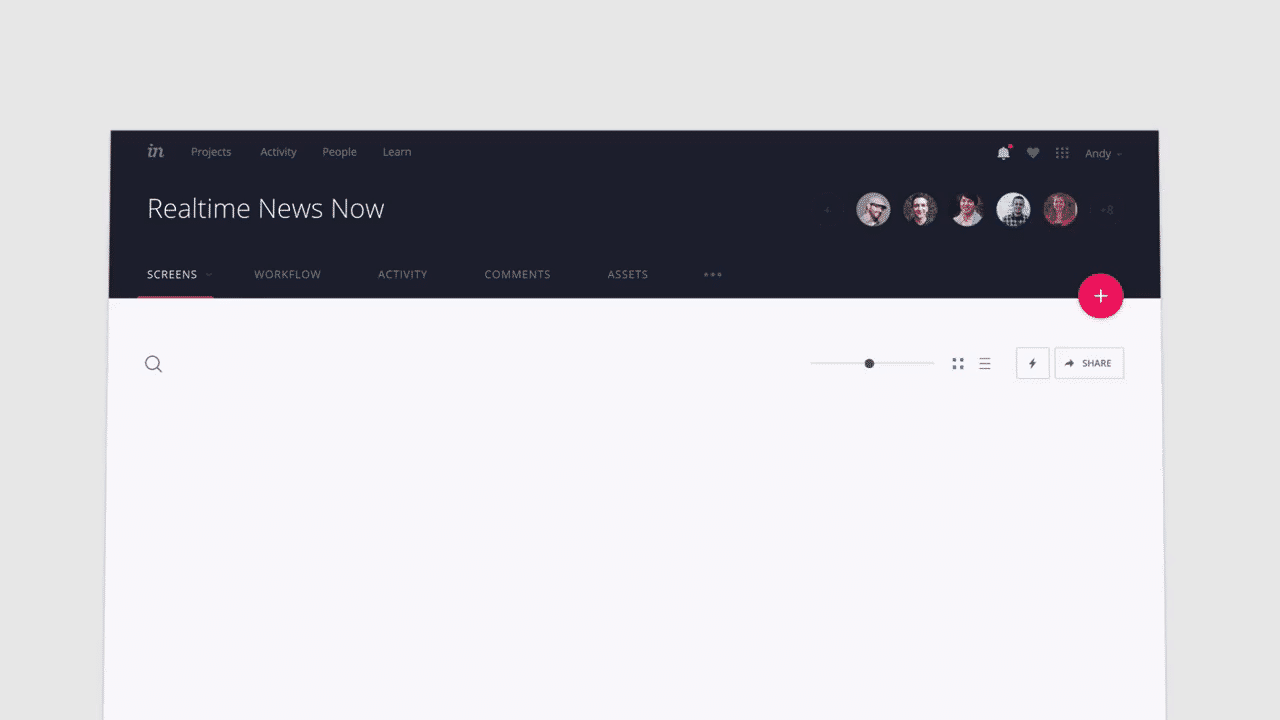 in Projects Activity People Learn Andy
Realtime News Now +8
SCREENS WORKFLOW ACTIVITY COMMENTS ASSETS
SHARE